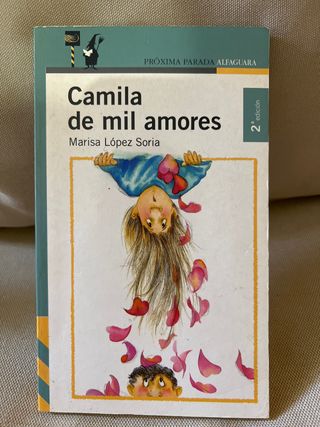 PRÓXIMA PARADA ALFAGUARA
Camila
de mil amores
Marisa López Soria
2ª edición